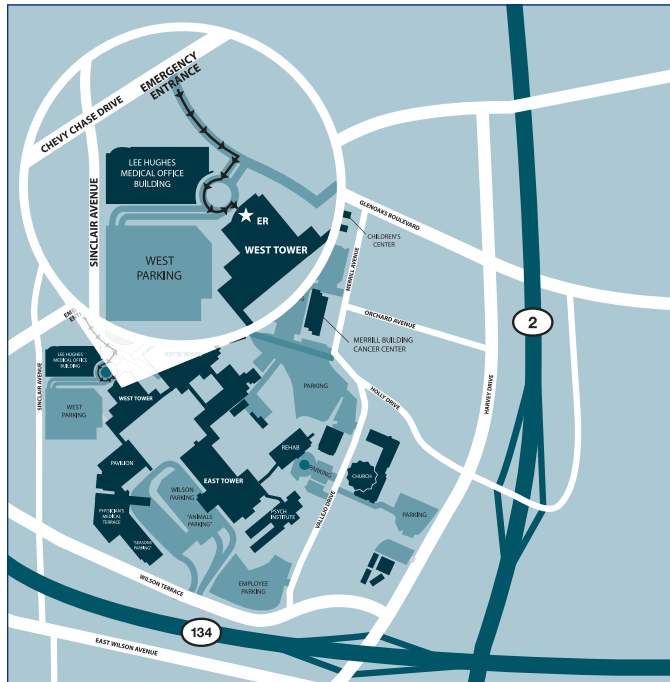 EMERGENCY
ENTRANCE
CHEVY CHASE DRIVE
LEE HUGHES
MEDICAL OFFICE
BUILDING
SINCLAIR AVENUE
ER
WEST TOWER
WEST
PARKING
GLENOAKS BOULEVARD
CHILDREN'S
CENTER
MERRILL AVENUE
ORCHARD AVENUE
2
MERRILL BUILDING
CANCER CENTER
HARVEY DRIVE
LEE HUGHES
MEDICAL OFFICE
BUILDING
SINCLAIR AVENUE
WEST TOWER
WEST
PARKING
PARKING
HOLLY DRIVE
REHAB
PAVILION
EAST TOWER
PARKING
CHURCH
WILSON
PARKING
"ANIMALS
PARKING"
PHYSICIAN'S
MEDICAL
TERRACE
"SEASONS
PARKING"
PSYCH
INSTITUTE
VALLEJO DRIVE
PARKING
WILSON TERRACE
EMPLOYEE
PARKING
134
EAST WILSON AVENUE